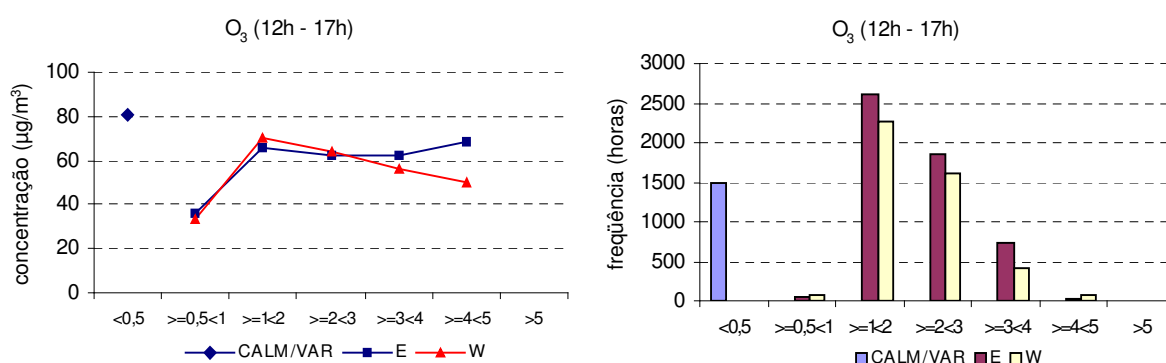 O3 (12h - 17h)
concentração (µg/m³)
100
80
60
40
20
0
<0,5 >=0,5<1 >=1<2 >=2<3 >=3<4 >=4<5 >5
CALM/VAR E W
O3 (12h - 17h)
freqüência (horas)
3000
2500
2000
1500
1000
500
0
<0,5 >=0,5<1 >=1<2 >=2<3 >=3<4 >=4<5 >5
CALM/VAR E W